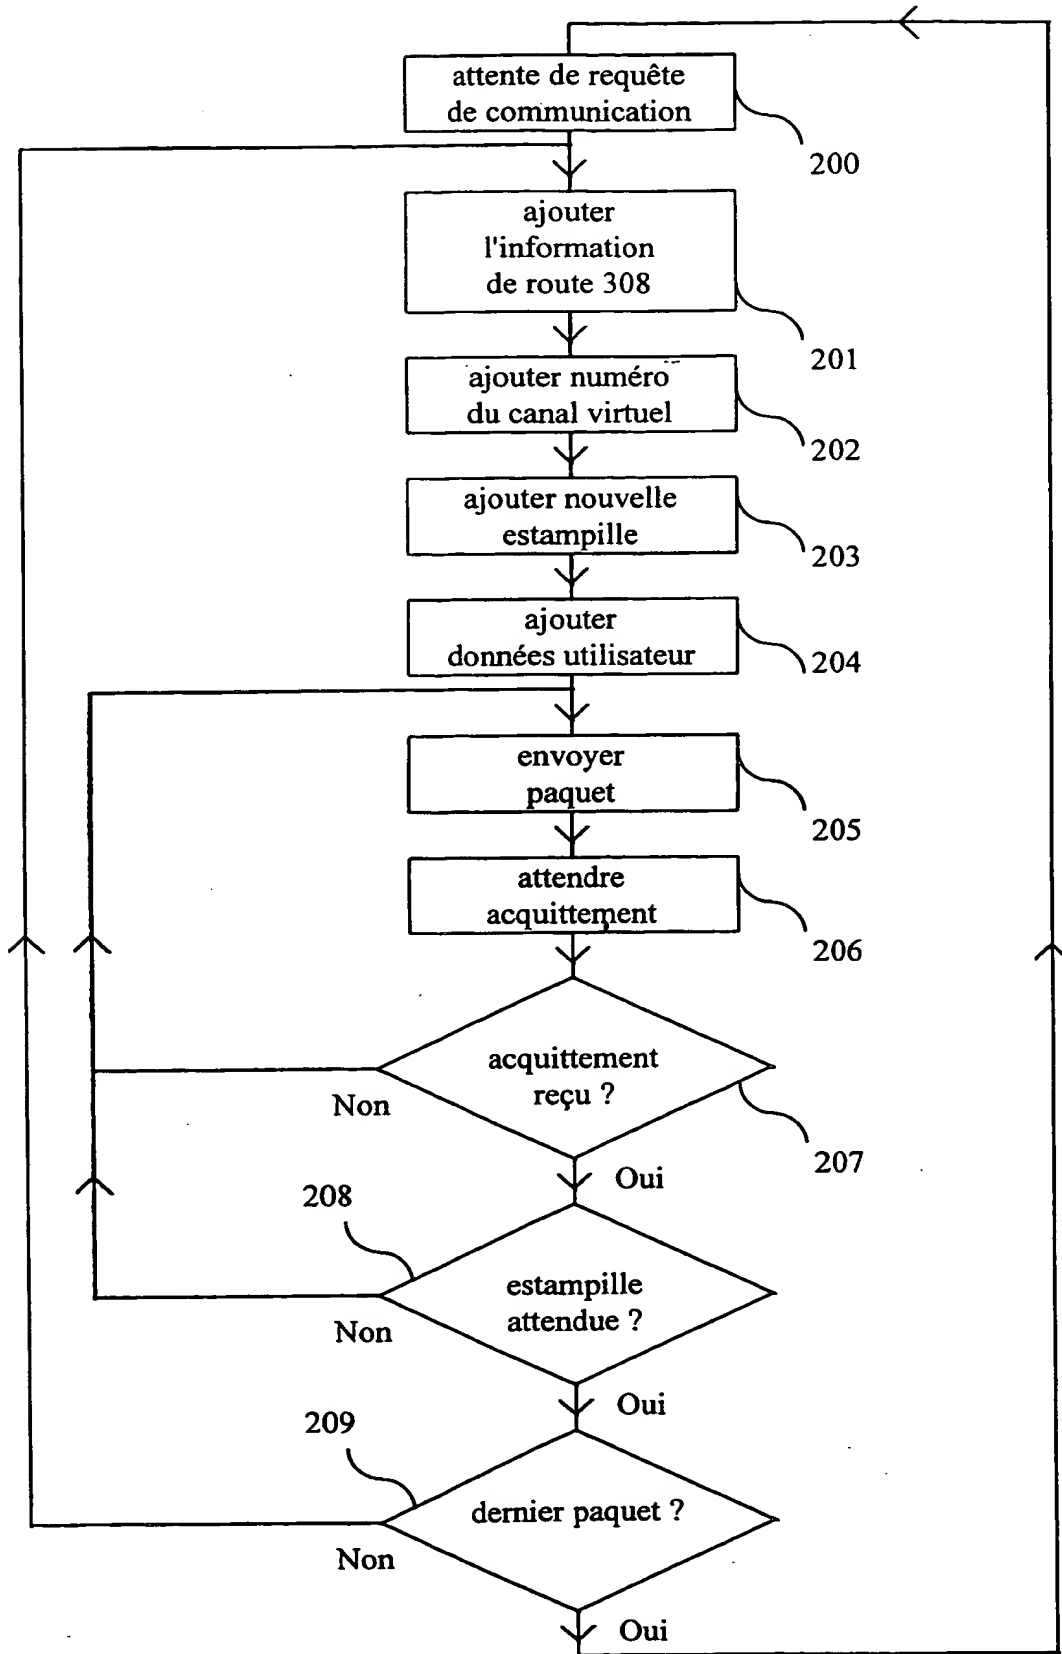 attente de requête
de communication
200
ajouter
l'information
de route 308
201
ajouter numéro
du canal virtuel
202
ajouter nouvelle
estampille
203
ajouter
données utilisateur
204
envoyer
paquet
205
attendre
acquittement
206
acquittement
reçu ?
Non
207
Oui
208
estampille
attendue ?
Non
Oui
209
dernier paquet ?
Non
Oui